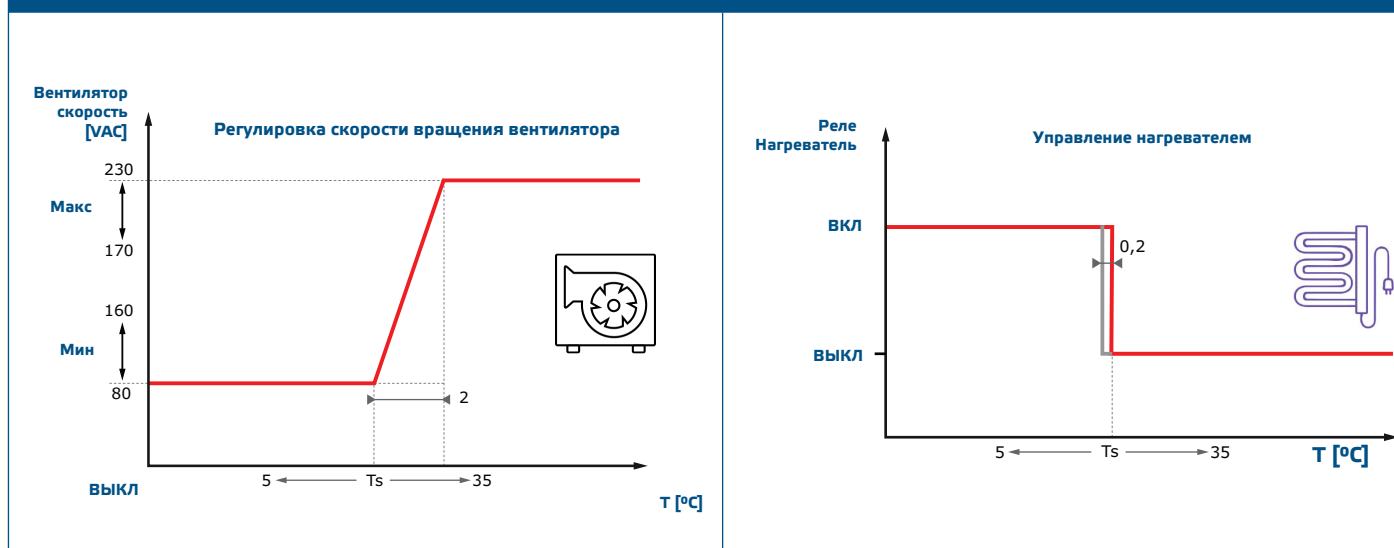 Вентилятор
скорость
[VAC]
Регулировка скорости вращения вентилятора
230
Макс
170
160
Мин
80
2
ВЫКЛ
5 Ts 35
T [ºC]
Реле
Нагреватель
Управление нагревателем
ВКЛ
0,2
ВЫКЛ
5 Ts 35
T [ºC]